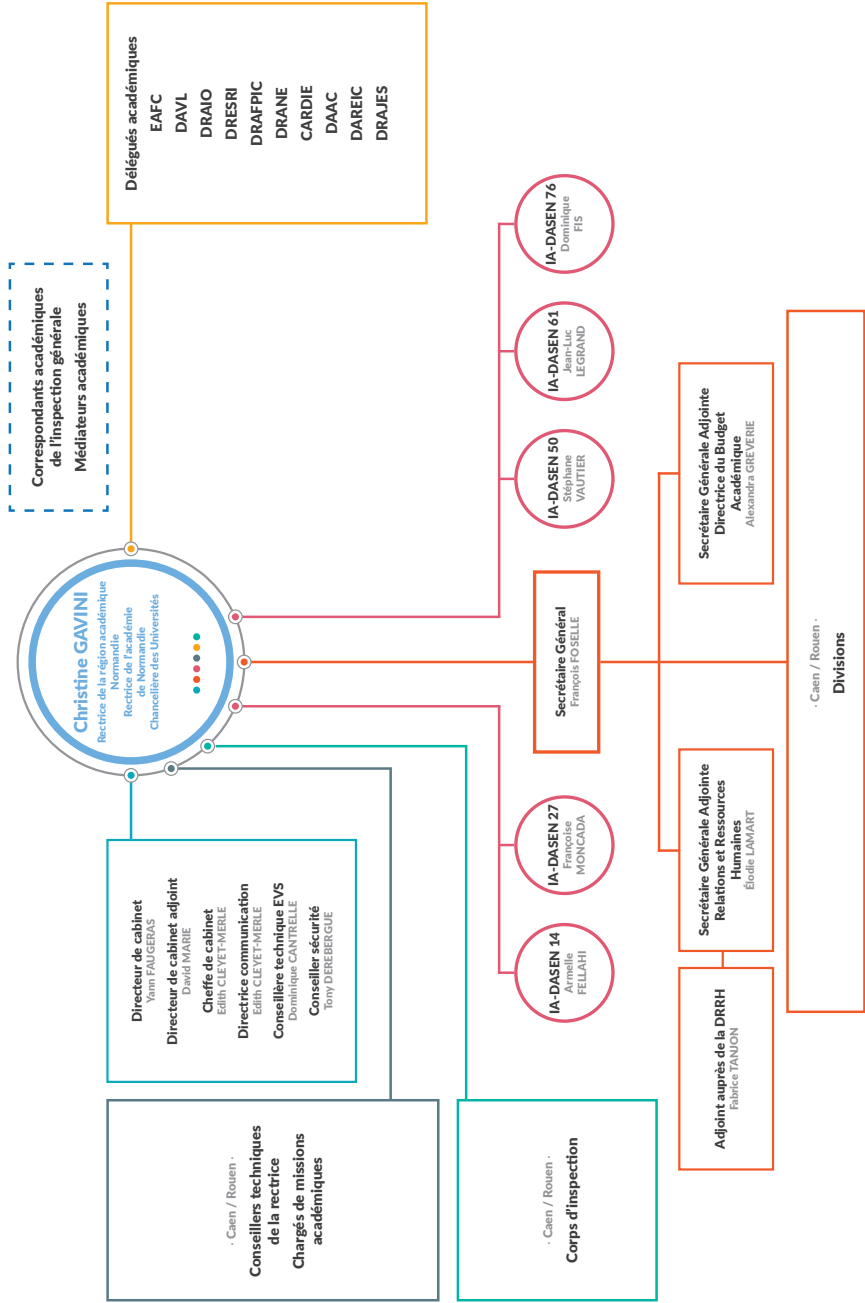 Correspondants académiques
de l'inspection générale
Médiateurs académiques
Christine GAVINI
Rectrice de la région académique
Normandie
Rectrice de l'académie
de Normandie
Chancelière des Universités
· Caen / Rouen ·
Conseillers techniques
de la rectrice
Chargés de missions
académiques
Directeur de cabinet
Yann FAUGERAS
Directeur de cabinet adjoint
David MARIE
Cheffe de cabinet
Edith CLEYET-MERLE
Directrice communication
Edith CLEYET-MERLE
Conseillère technique EVS
Dominique CANTRELLE
Conseiller sécurité
Tony DEREBERGUE
Délégués académiques
EAFC
DAVL
DRAIO
DRESRI
DRAFPIC
DRANE
CARDIE
DAAC
DAREIC
DRAJES
· Caen / Rouen ·
Corps d'inspection
IA-DASEN 14
Armelle
FELLAHI
IA-DASEN 27
Françoise
MONCADA
Secrétaire Général
François FOSELLE
IA-DASEN 50
Stéphane
VAUTIER
IA-DASEN 61
Jean-Luc
LEGRAND
IA-DASEN 76
Dominique
FIS
Adjoint auprès de la DRRH
Fabrice TANJON
Secrétaire Générale Adjointe
Relations et Ressources
Humaines
Élodie LAMART
Secrétaire Générale Adjointe
Directrice du Budget
Académique
Alexandra GREVERIE
· Caen / Rouen ·
Divisions